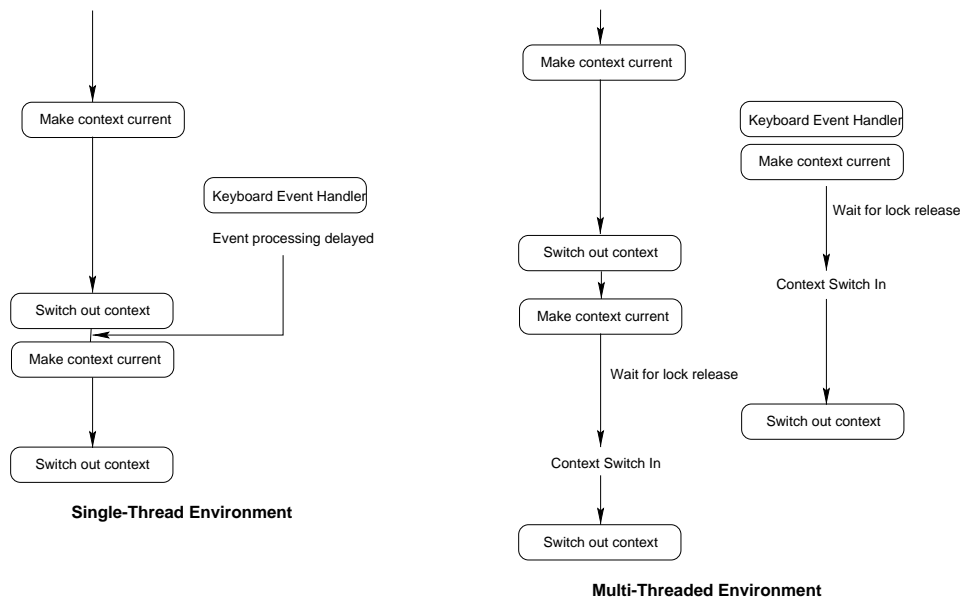 Make context current
Keyboard Event Handler
Event processing delayed
Switch out context
Make context current
Switch out context
Single-Thread Environment
Make context current
Switch out context
Make context current
Wait for lock release
Context Switch In
Switch out context
Keyboard Event Handler
Make context current
Wait for lock release
Context Switch In
Switch out context
Multi-Threaded Environment